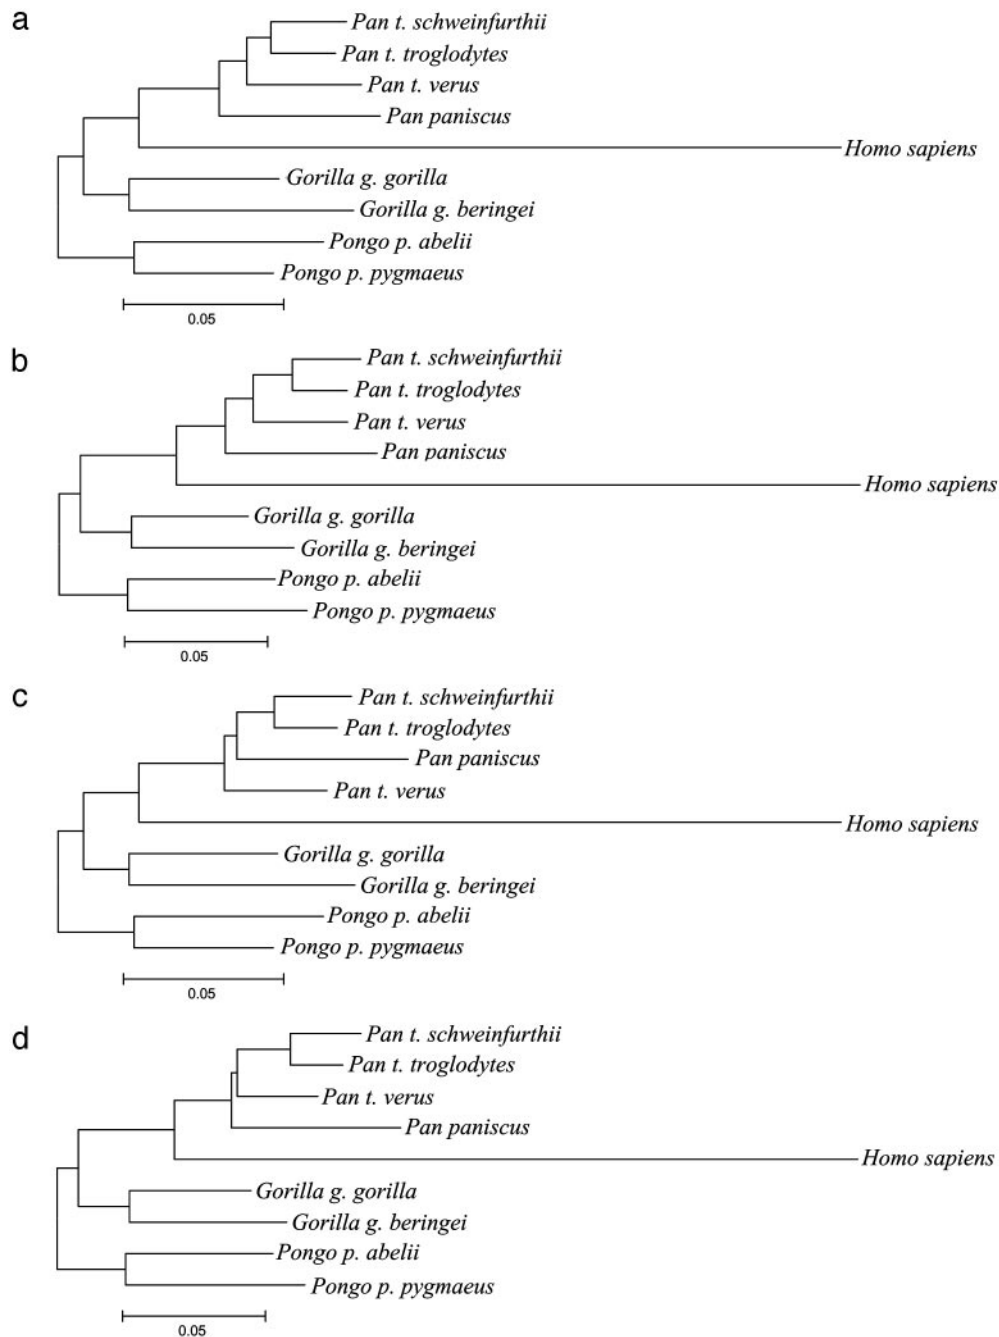 a
Pan t. schweinfurthii
Pan t. troglodytes
Pan t. verus
Pan paniscus
Homo sapiens
Gorilla g. gorilla
Gorilla g. beringei
Pongo p. abelii
Pongo p. pygmaeus
0.05
b
Pan t. schweinfurthii
Pan t. troglodytes
Pan t. verus
Pan paniscus
Homo sapiens
Gorilla g. gorilla
Gorilla g. beringei
Pongo p. abelii
Pongo p. pygmaeus
0.05
c
Pan t. schweinfurthii
Pan t. troglodytes
Pan paniscus
Pan t. verus
Homo sapiens
Gorilla g. gorilla
Gorilla g. beringei
Pongo p. abelii
Pongo p. pygmaeus
0.05
d
Pan t. schweinfurthii
Pan t. troglodytes
Pan t. verus
Pan paniscus
Homo sapiens
Gorilla g. gorilla
Gorilla g. beringei
Pongo p. abelii
Pongo p. pygmaeus
0.05